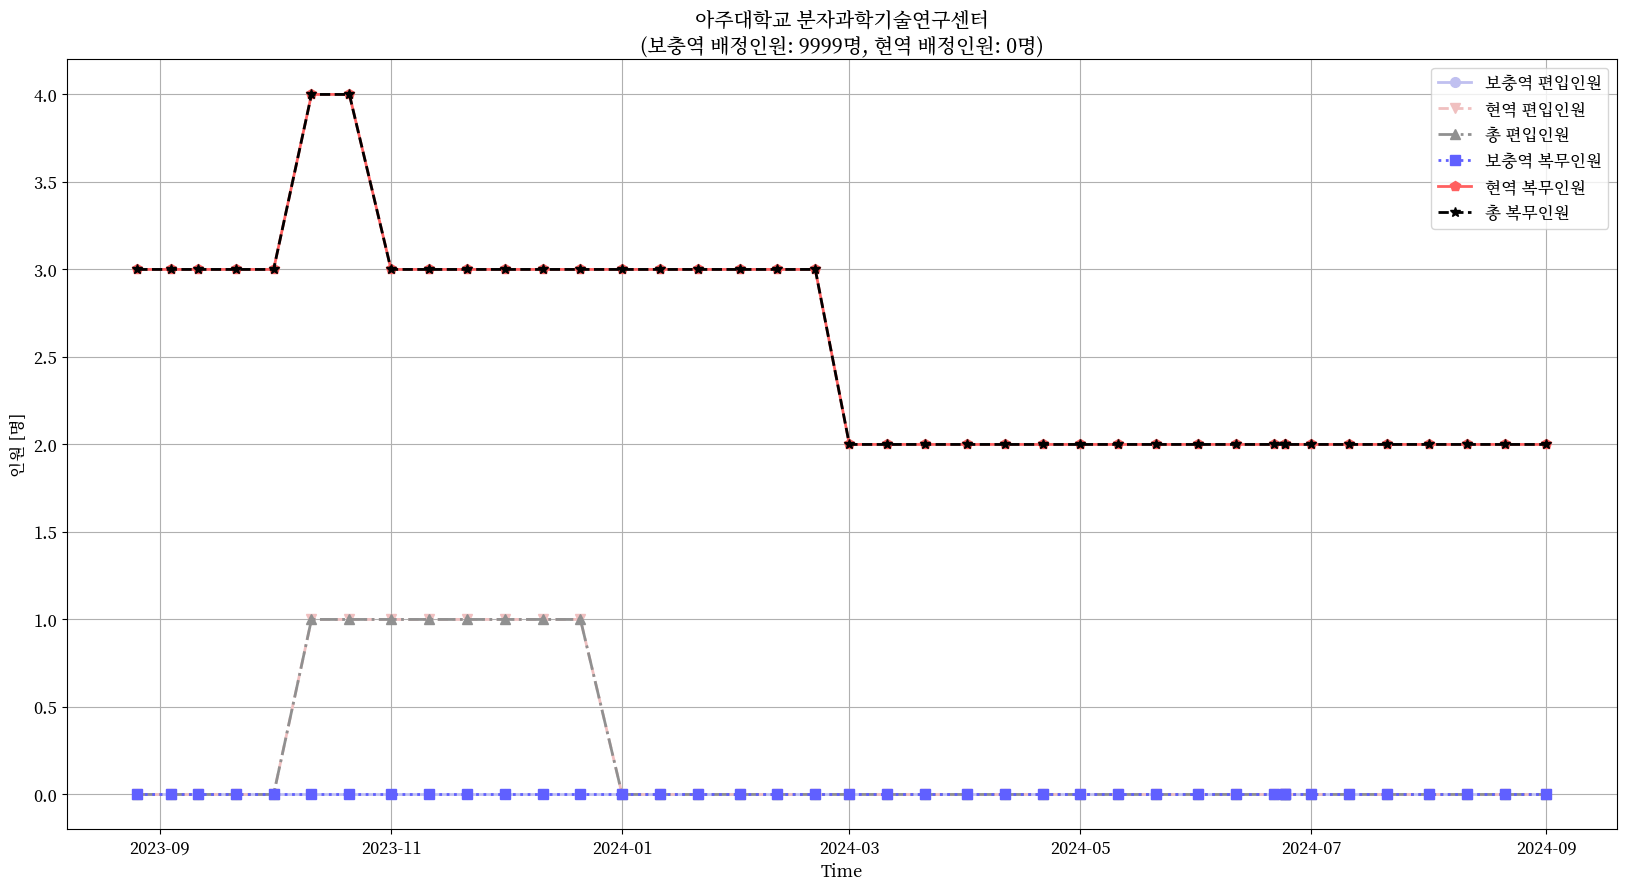 아주대학교 분자과학기술연구센터
(보충역 배정인원: 9999명, 현역 배정인원: 0명)
보충역 편입인원
현역 편입인원
총 편입인원
보충역 복무인원
현역 복무인원
총 복무인원
4.0
3.5
3.0
2.5
2.0
1.5
1.0
0.5
0.0
인원 [명]
2023-09 2023-11 2024-01 2024-03 2024-05 2024-07 2024-09
Time